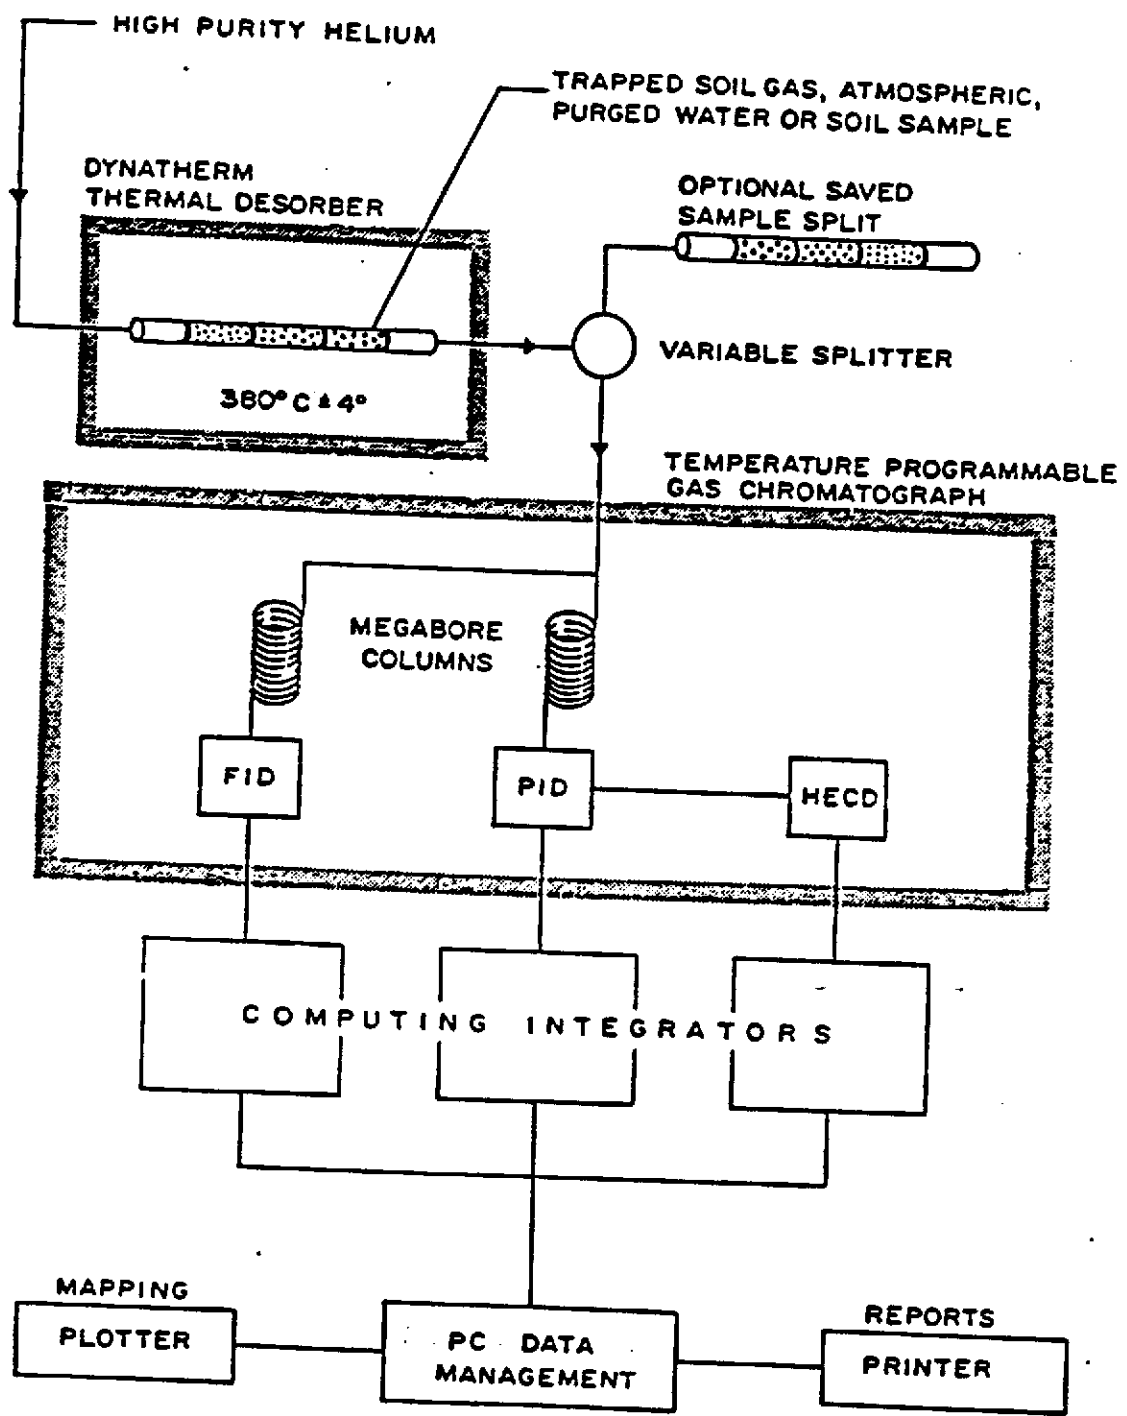 HIGH PURITY HELIUM
TRAPPED SOIL GAS, ATMOSPHERIC,
PURGED WATER OR SOIL SAMPLE
DYNATHERM
THERMAL DESORBER
OPTIONAL SAVED
SAMPLE SPLIT
VARIABLE SPLITTER
380°C ± 4°
TEMPERATURE PROGRAMMABLE
GAS CHROMATOGRAPH
MEGABORE
COLUMNS
FID
PID
HECD
COMPUTING INTEGRATORS
MAPPING
PLOTTER
PC DATA
MANAGEMENT
REPORTS
PRINTER